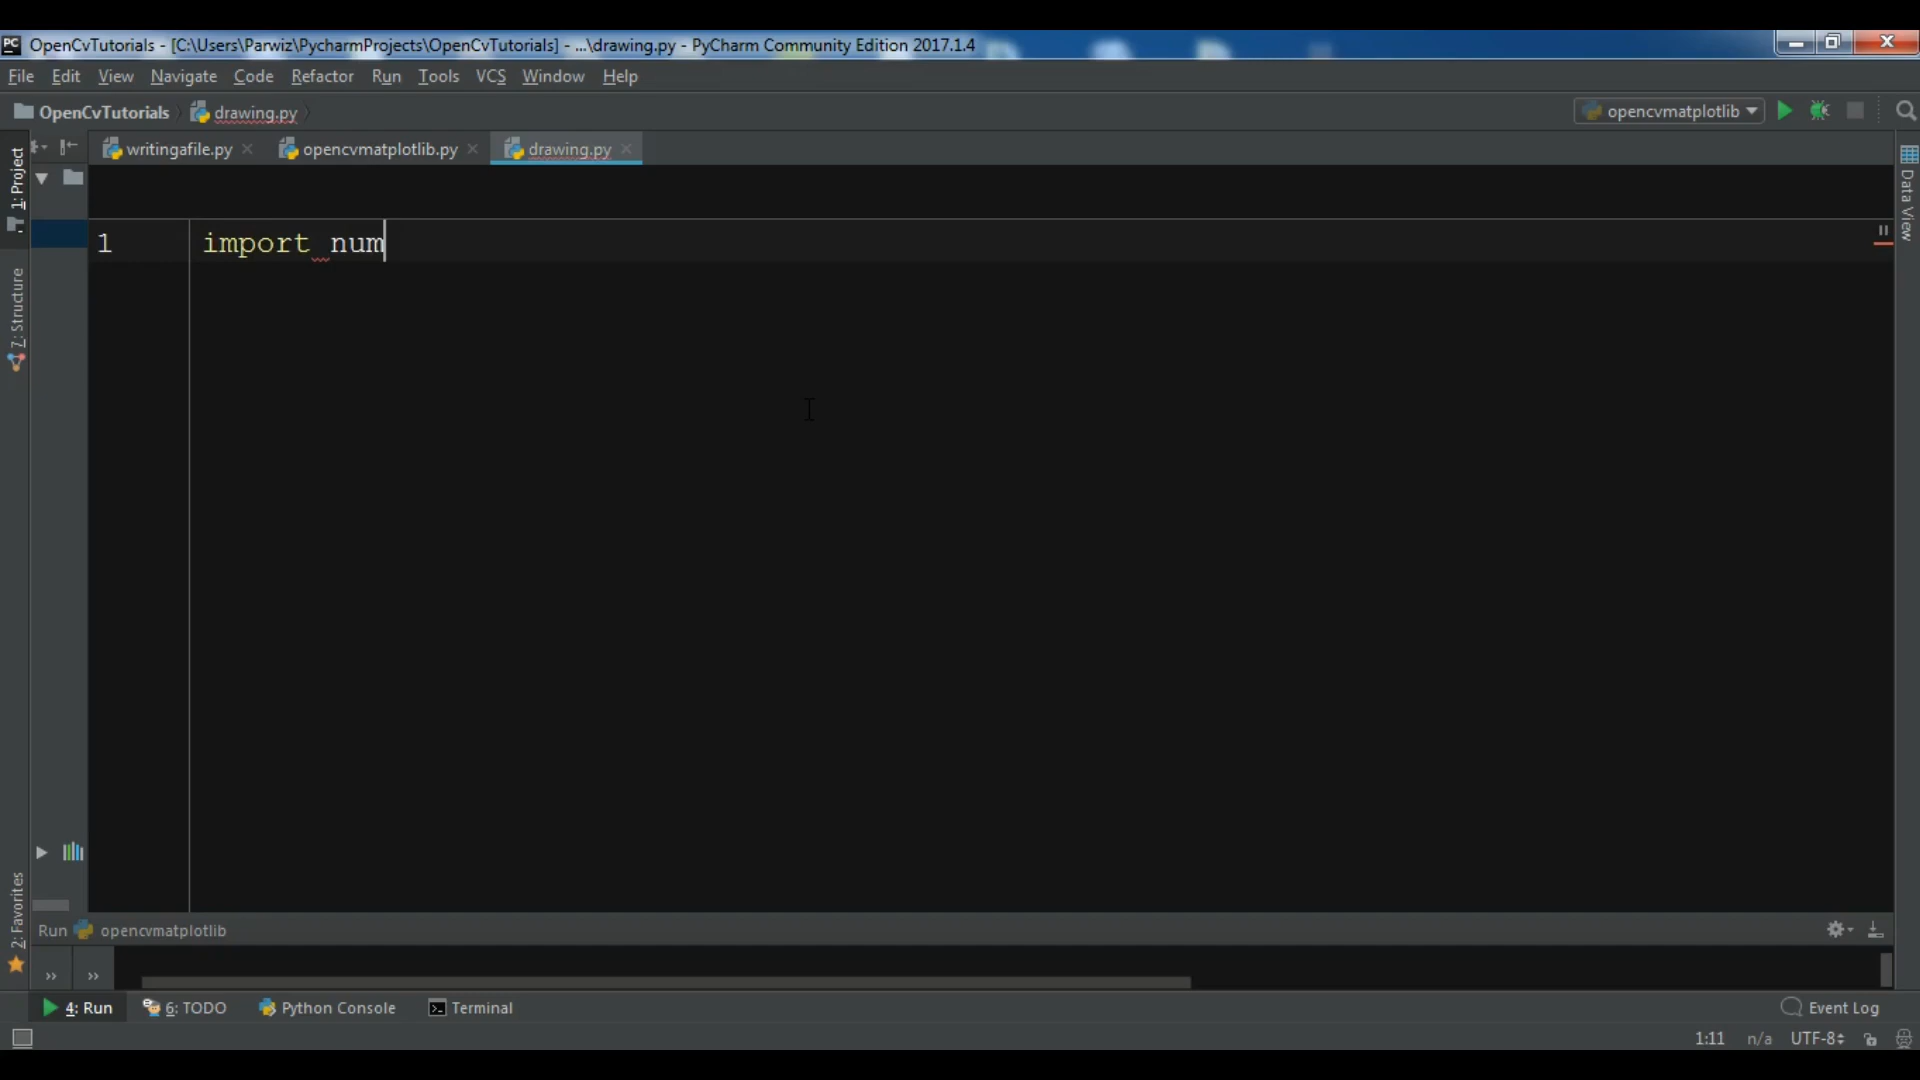 OpenCvTutorials - [C:\Users\Parwiz\PycharmProjects\OpenCvTutorials] - ...\drawing.py - PyCharm Community Edition 2017.1.4
File Edit View Navigate Code Refactor Run Tools VCS Window Help
OpenCvTutorials drawing.py opencvmatplotlib
writingafile.py opencvmatplotlib.py drawing.py
1: Project
7: Structure
2: Favorites
Data View
1 import num
Run opencvmatplotlib
4: Run 6: TODO Python Console Terminal Event Log
1:11 n/a UTF-8